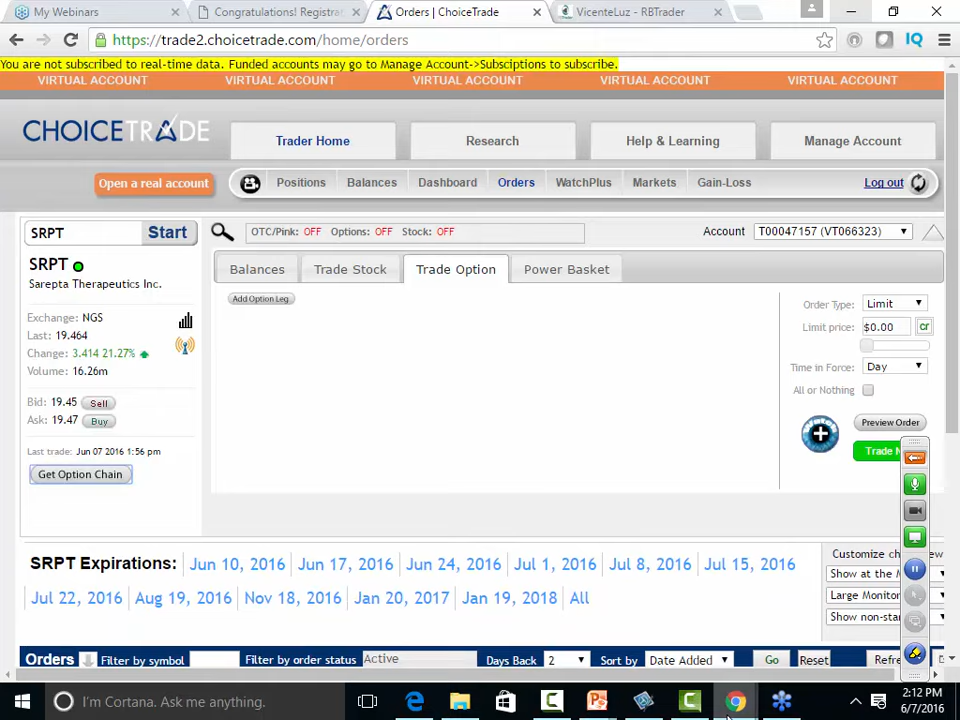 My Webinars
Congratulations! Registra
Orders | ChoiceTrade
VicenteLuz - RBTrader
https://trade2.choicetrade.com/home/orders
IQ
You are not subscribed to real-time data. Funded accounts may go to Manage Account->Subsciptions to subscribe.
VIRTUAL ACCOUNT VIRTUAL ACCOUNT VIRTUAL ACCOUNT VIRTUAL ACCOUNT VIRTUAL ACCOUNT
CHOICETRADE
Trader Home Research Help & Learning Manage Account
Open a real account Positions Balances Dashboard Orders WatchPlus Markets Gain-Loss Log out
SRPT Start
OTC/Pink: OFF Options: OFF Stock: OFF
Account T00047157 (VT066323)
SRPT
Sarepta Therapeutics Inc.
Exchange: NGS
Last: 19.464
Change: 3.414 21.27%
Volume: 16.26m
Bid: 19.45 Sell
Ask: 19.47 Buy
Last trade: Jun 07 2016 1:56 pm
Get Option Chain
Balances Trade Stock Trade Option Power Basket
Add Option Leg
Order Type: Limit
Limit price: $0.00 cr
Time in Force: Day
All or Nothing
Preview Order
Trade
SRPT Expirations: Jun 10, 2016 Jun 17, 2016 Jun 24, 2016 Jul 1, 2016 Jul 8, 2016 Jul 15, 2016
Jul 22, 2016 Aug 19, 2016 Nov 18, 2016 Jan 20, 2017 Jan 19, 2018 All
Customize ch
Show at the
Large Monitor
Show non-sta
Orders Filter by symbol Filter by order status Active Days Back 2 Sort by Date Added Go Reset Refre
I'm Cortana. Ask me anything.
2:12 PM
6/7/2016